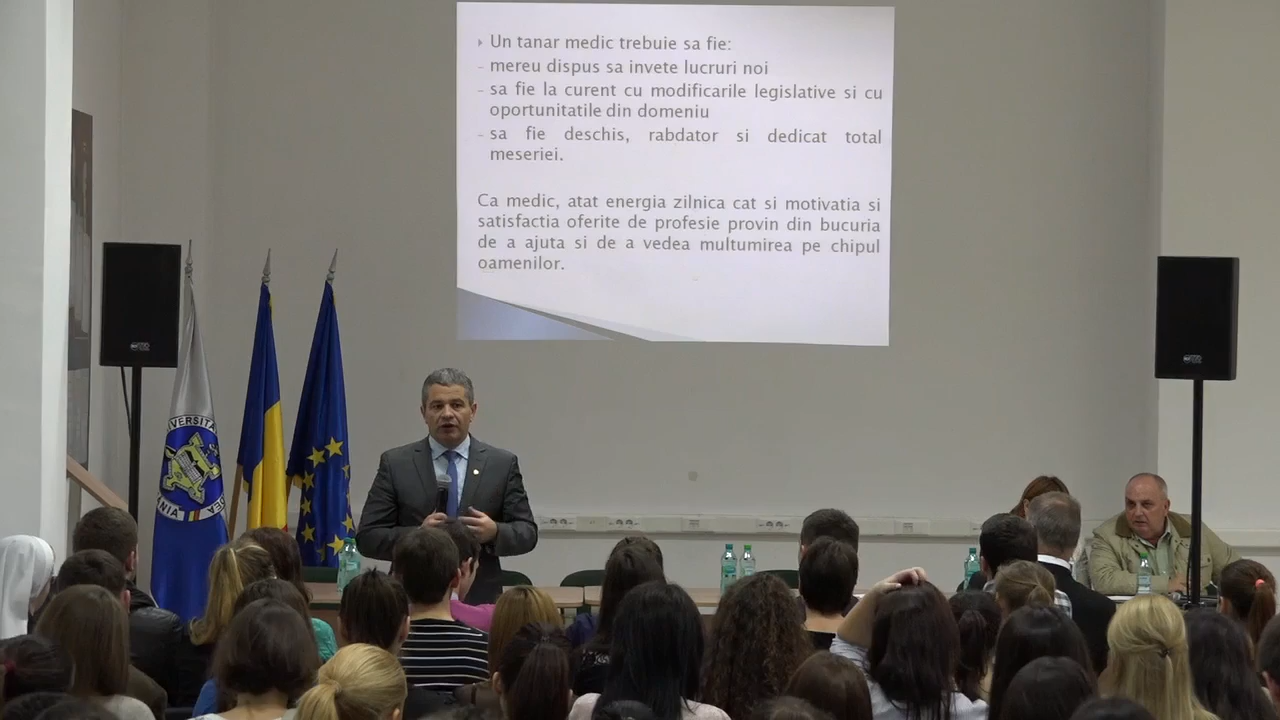 Un tanar medic trebuie sa fie:
- mereu dispus sa invete lucruri noi
- sa fie la curent cu modificarile legislative si cu
oportunitatile din domeniu
- sa fie deschis, rabdator si dedicat total
meseriei.
Ca medic, atat energia zilnica cat si motivatia si
satisfactia oferite de profesie provin din bucuria
de a ajuta si de a vedea multumirea pe chipul
oamenilor.